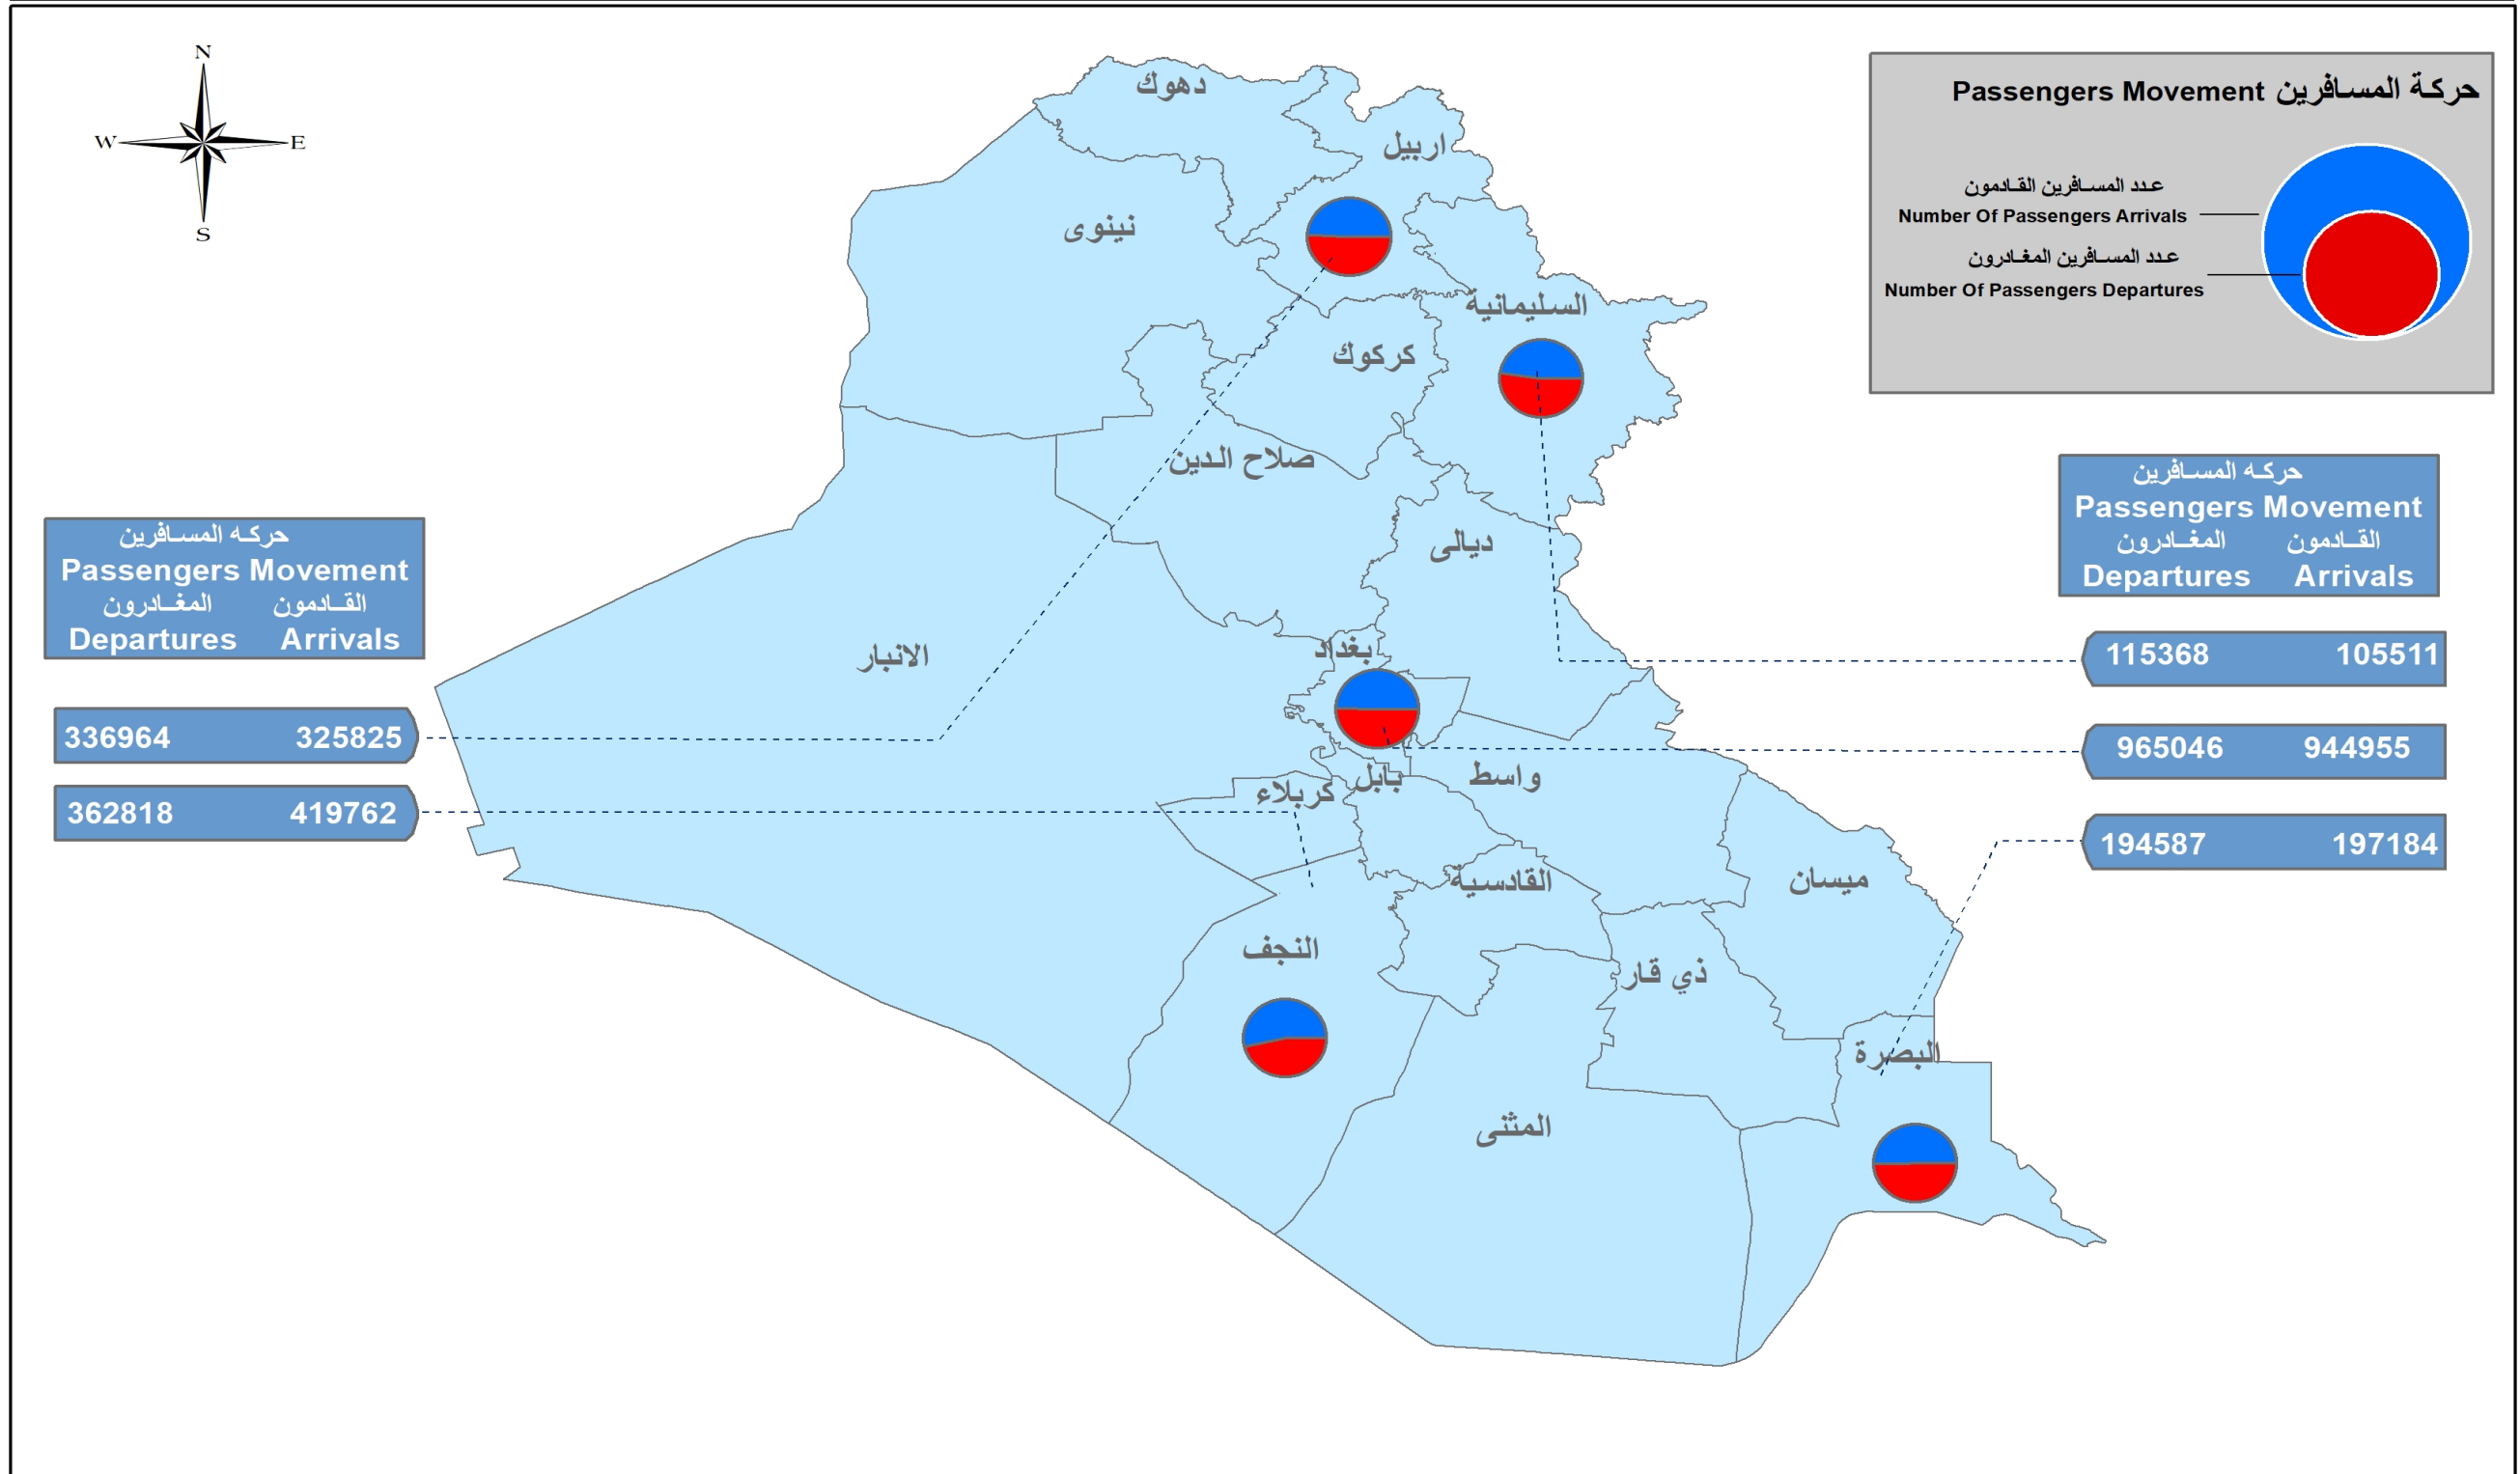 N
W E
S
حركة المسافرين Passengers Movement
عدد المسافرين القادمون
Number Of Passengers Arrivals
عدد المسافرين المغادرون
Number Of Passengers Departures
دهوك
اربيل
نينوى
السليمانية
كركوك
صلاح الدين
ديالى
بغداد
الانبار
واسط
بابل
كربلاء
القادسية
ميسان
النجف
ذي قار
البصرة
المثنى
حركه المسافرين
Passengers Movement
القادمون المغادرون
Departures Arrivals
336964 325825
362818 419762
حركه المسافرين
Passengers Movement
القادمون المغادرون
Departures Arrivals
115368 105511
965046 944955
194587 197184